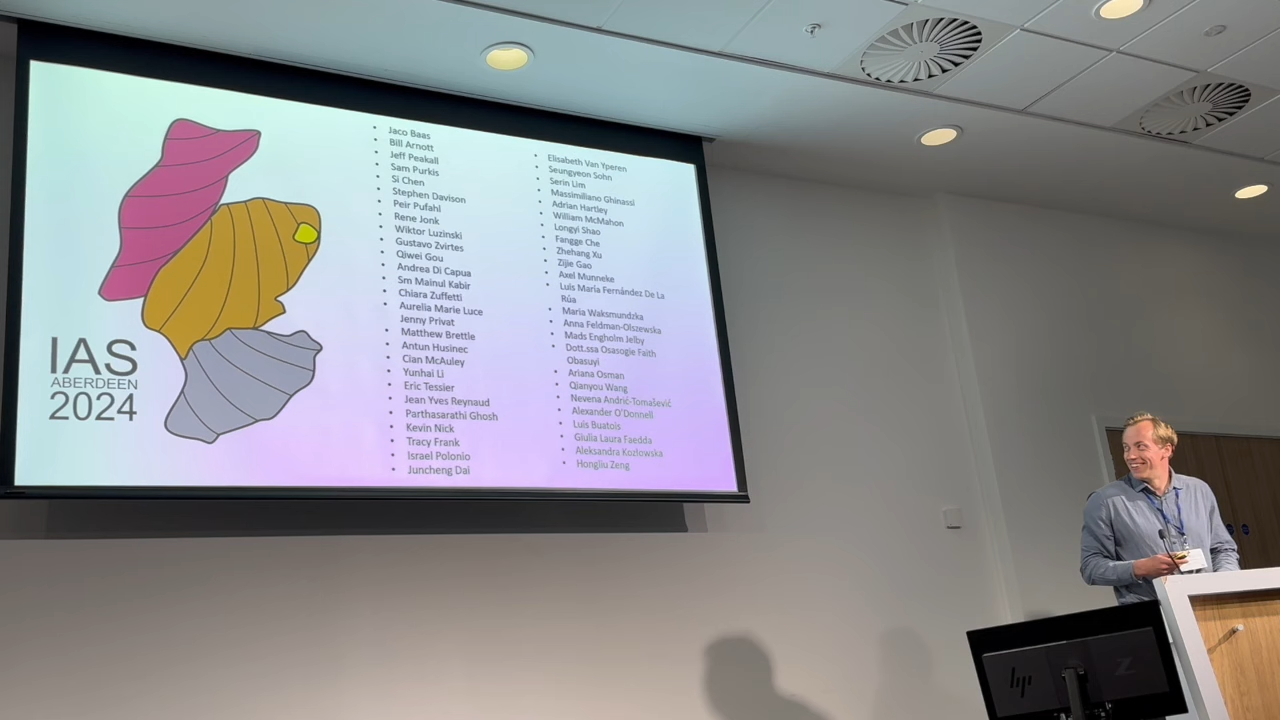 IAS
ABERDEEN
2024
• Jaco Baas
• Bill Arnott
• Jeff Peakall
• Sam Purkis
• Si Chen
• Stephen Davison
• Peir Pufahl
• Rene Jonk
• Wiktor Luzinski
• Gustavo Zvirtes
• Qiwei Gou
• Andrea Di Capua
• Sm Mainul Kabir
• Chiara Zuffetti
• Aurelia Marie Luce
Jenny Privat
• Matthew Brettle
• Antun Husinec
• Cian McAuley
• Yunhai Li
• Eric Tessier
• Jean Yves Reynaud
• Parthasarathi Ghosh
• Kevin Nick
• Tracy Frank
• Israel Polonio
• Juncheng Dai
• Elisabeth Van Yperen
• Seungyeon Sohn
• Serin Lim
• Massimiliano Ghinassi
• Adrian Hartley
• William McMahon
• Longyi Shao
• Fangge Che
• Zhehang Xu
• Zijie Gao
• Axel Munneke
• Luis María Fernández De La
Rúa
• Maria Waksmundzka
• Anna Feldman-Olszewska
• Mads Engholm Jelby
• Dott.ssa Osasogie Faith
Obasuyi
• Ariana Osman
• Qianyou Wang
• Nevena Andrić-Tomašević
• Alexander O'Donnell
• Luis Buatois
• Giulia Laura Faedda
• Aleksandra Kozlowska
• Hongliu Zeng
hp
Z